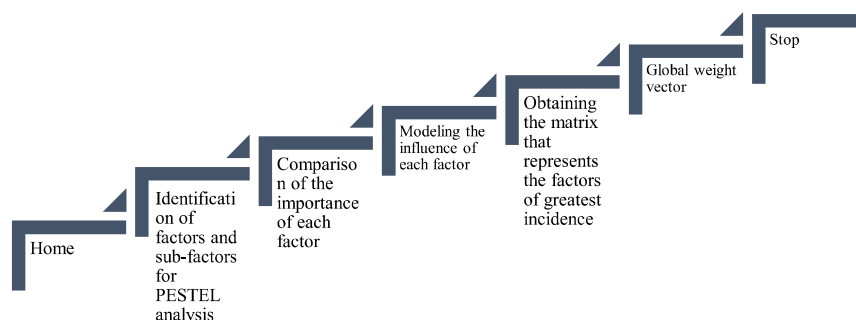 Home
Identificati
on of
factors and
sub-factors
for
PESTEL
analysis
Compariso
n of the
importance
of each
factor
Modeling the
influence of
each factor
Obtaining
the matrix
that
represents
the factors
of greatest
incidence
Global weight
vector
Stop